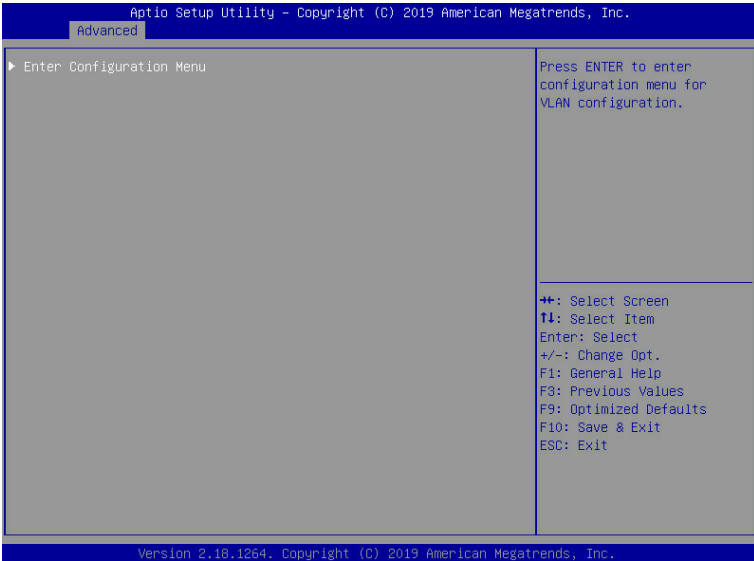 Aptio Setup Utility – Copyright (C) 2019 American Megatrends, Inc.
Advanced
▶ Enter Configuration Menu
Press ENTER to enter
configuration menu for
VLAN configuration.
→←: Select Screen
↑↓: Select Item
Enter: Select
+/-: Change Opt.
F1: General Help
F3: Previous Values
F9: Optimized Defaults
F10: Save & Exit
ESC: Exit
Version 2.18.1264. Copyright (C) 2019 American Megatrends, Inc.